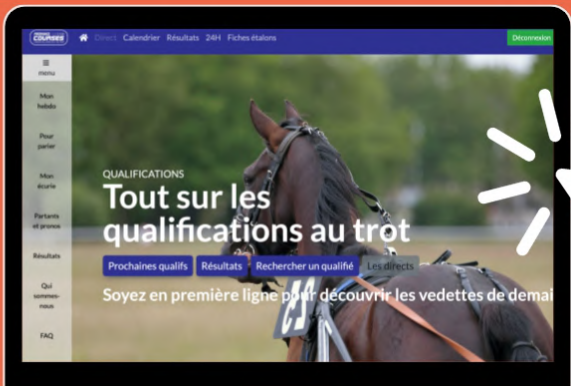 COURSES Direct Calendrier Résultats 24H Fiches étalons Déconnexion
menu
Mon
hebdo
Pour
parier
Mon
écurie
Partants
et pronos
Résultats
Qui
sommes-
nous
FAQ
QUALIFICATIONS
Tout sur les
qualifications au trot
Prochaines qualifs Résultats Rechercher un qualifié Les directs
Soyez en première ligne pour découvrir les vedettes de demai